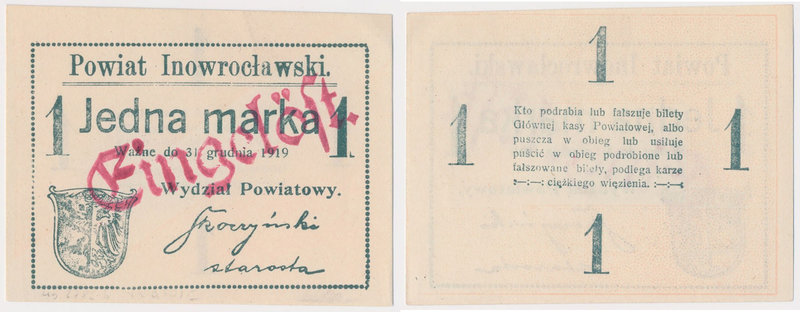 Powiat Inowrocławski.
1 Jedna marka 1
Ważne do 31 grudnia 1919
Eingelöst.
Wydział Powiatowy.
starosta
1
Kto podrabia lub fałszuje bilety
Głównej kasy Powiatowej, albo
puszcza w obieg lub usiłuje
puścić w obieg podrobione lub
fałszowane bilety, podlega karze
ciężkiego więzienia.
1
1
1